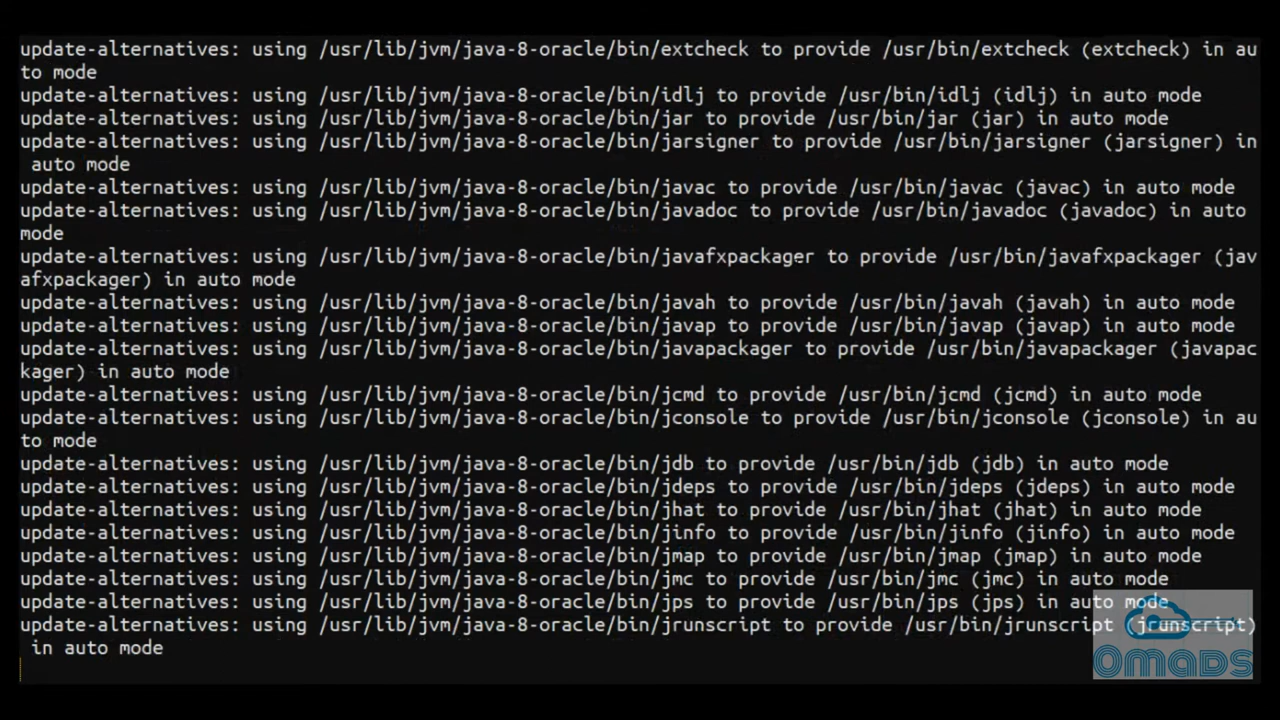 update-alternatives: using /usr/lib/jvm/java-8-oracle/bin/extcheck to provide /usr/bin/extcheck (extcheck) in au
to mode
update-alternatives: using /usr/lib/jvm/java-8-oracle/bin/idlj to provide /usr/bin/idlj (idlj) in auto mode
update-alternatives: using /usr/lib/jvm/java-8-oracle/bin/jar to provide /usr/bin/jar (jar) in auto mode
update-alternatives: using /usr/lib/jvm/java-8-oracle/bin/jarsigner to provide /usr/bin/jarsigner (jarsigner) in
 auto mode
update-alternatives: using /usr/lib/jvm/java-8-oracle/bin/javac to provide /usr/bin/javac (javac) in auto mode
update-alternatives: using /usr/lib/jvm/java-8-oracle/bin/javadoc to provide /usr/bin/javadoc (javadoc) in auto
mode
update-alternatives: using /usr/lib/jvm/java-8-oracle/bin/javafxpackager to provide /usr/bin/javafxpackager (jav
afxpackager) in auto mode
update-alternatives: using /usr/lib/jvm/java-8-oracle/bin/javah to provide /usr/bin/javah (javah) in auto mode
update-alternatives: using /usr/lib/jvm/java-8-oracle/bin/javap to provide /usr/bin/javap (javap) in auto mode
update-alternatives: using /usr/lib/jvm/java-8-oracle/bin/javapackager to provide /usr/bin/javapackager (javapac
kager) in auto mode
update-alternatives: using /usr/lib/jvm/java-8-oracle/bin/jcmd to provide /usr/bin/jcmd (jcmd) in auto mode
update-alternatives: using /usr/lib/jvm/java-8-oracle/bin/jconsole to provide /usr/bin/jconsole (jconsole) in au
to mode
update-alternatives: using /usr/lib/jvm/java-8-oracle/bin/jdb to provide /usr/bin/jdb (jdb) in auto mode
update-alternatives: using /usr/lib/jvm/java-8-oracle/bin/jdeps to provide /usr/bin/jdeps (jdeps) in auto mode
update-alternatives: using /usr/lib/jvm/java-8-oracle/bin/jhat to provide /usr/bin/jhat (jhat) in auto mode
update-alternatives: using /usr/lib/jvm/java-8-oracle/bin/jinfo to provide /usr/bin/jinfo (jinfo) in auto mode
update-alternatives: using /usr/lib/jvm/java-8-oracle/bin/jmap to provide /usr/bin/jmap (jmap) in auto mode
update-alternatives: using /usr/lib/jvm/java-8-oracle/bin/jmc to provide /usr/bin/jmc (jmc) in auto mode
update-alternatives: using /usr/lib/jvm/java-8-oracle/bin/jps to provide /usr/bin/jps (jps) in auto mode
update-alternatives: using /usr/lib/jvm/java-8-oracle/bin/jrunscript to provide /usr/bin/jrunscript (jrunscript)
 in auto mode
Omads